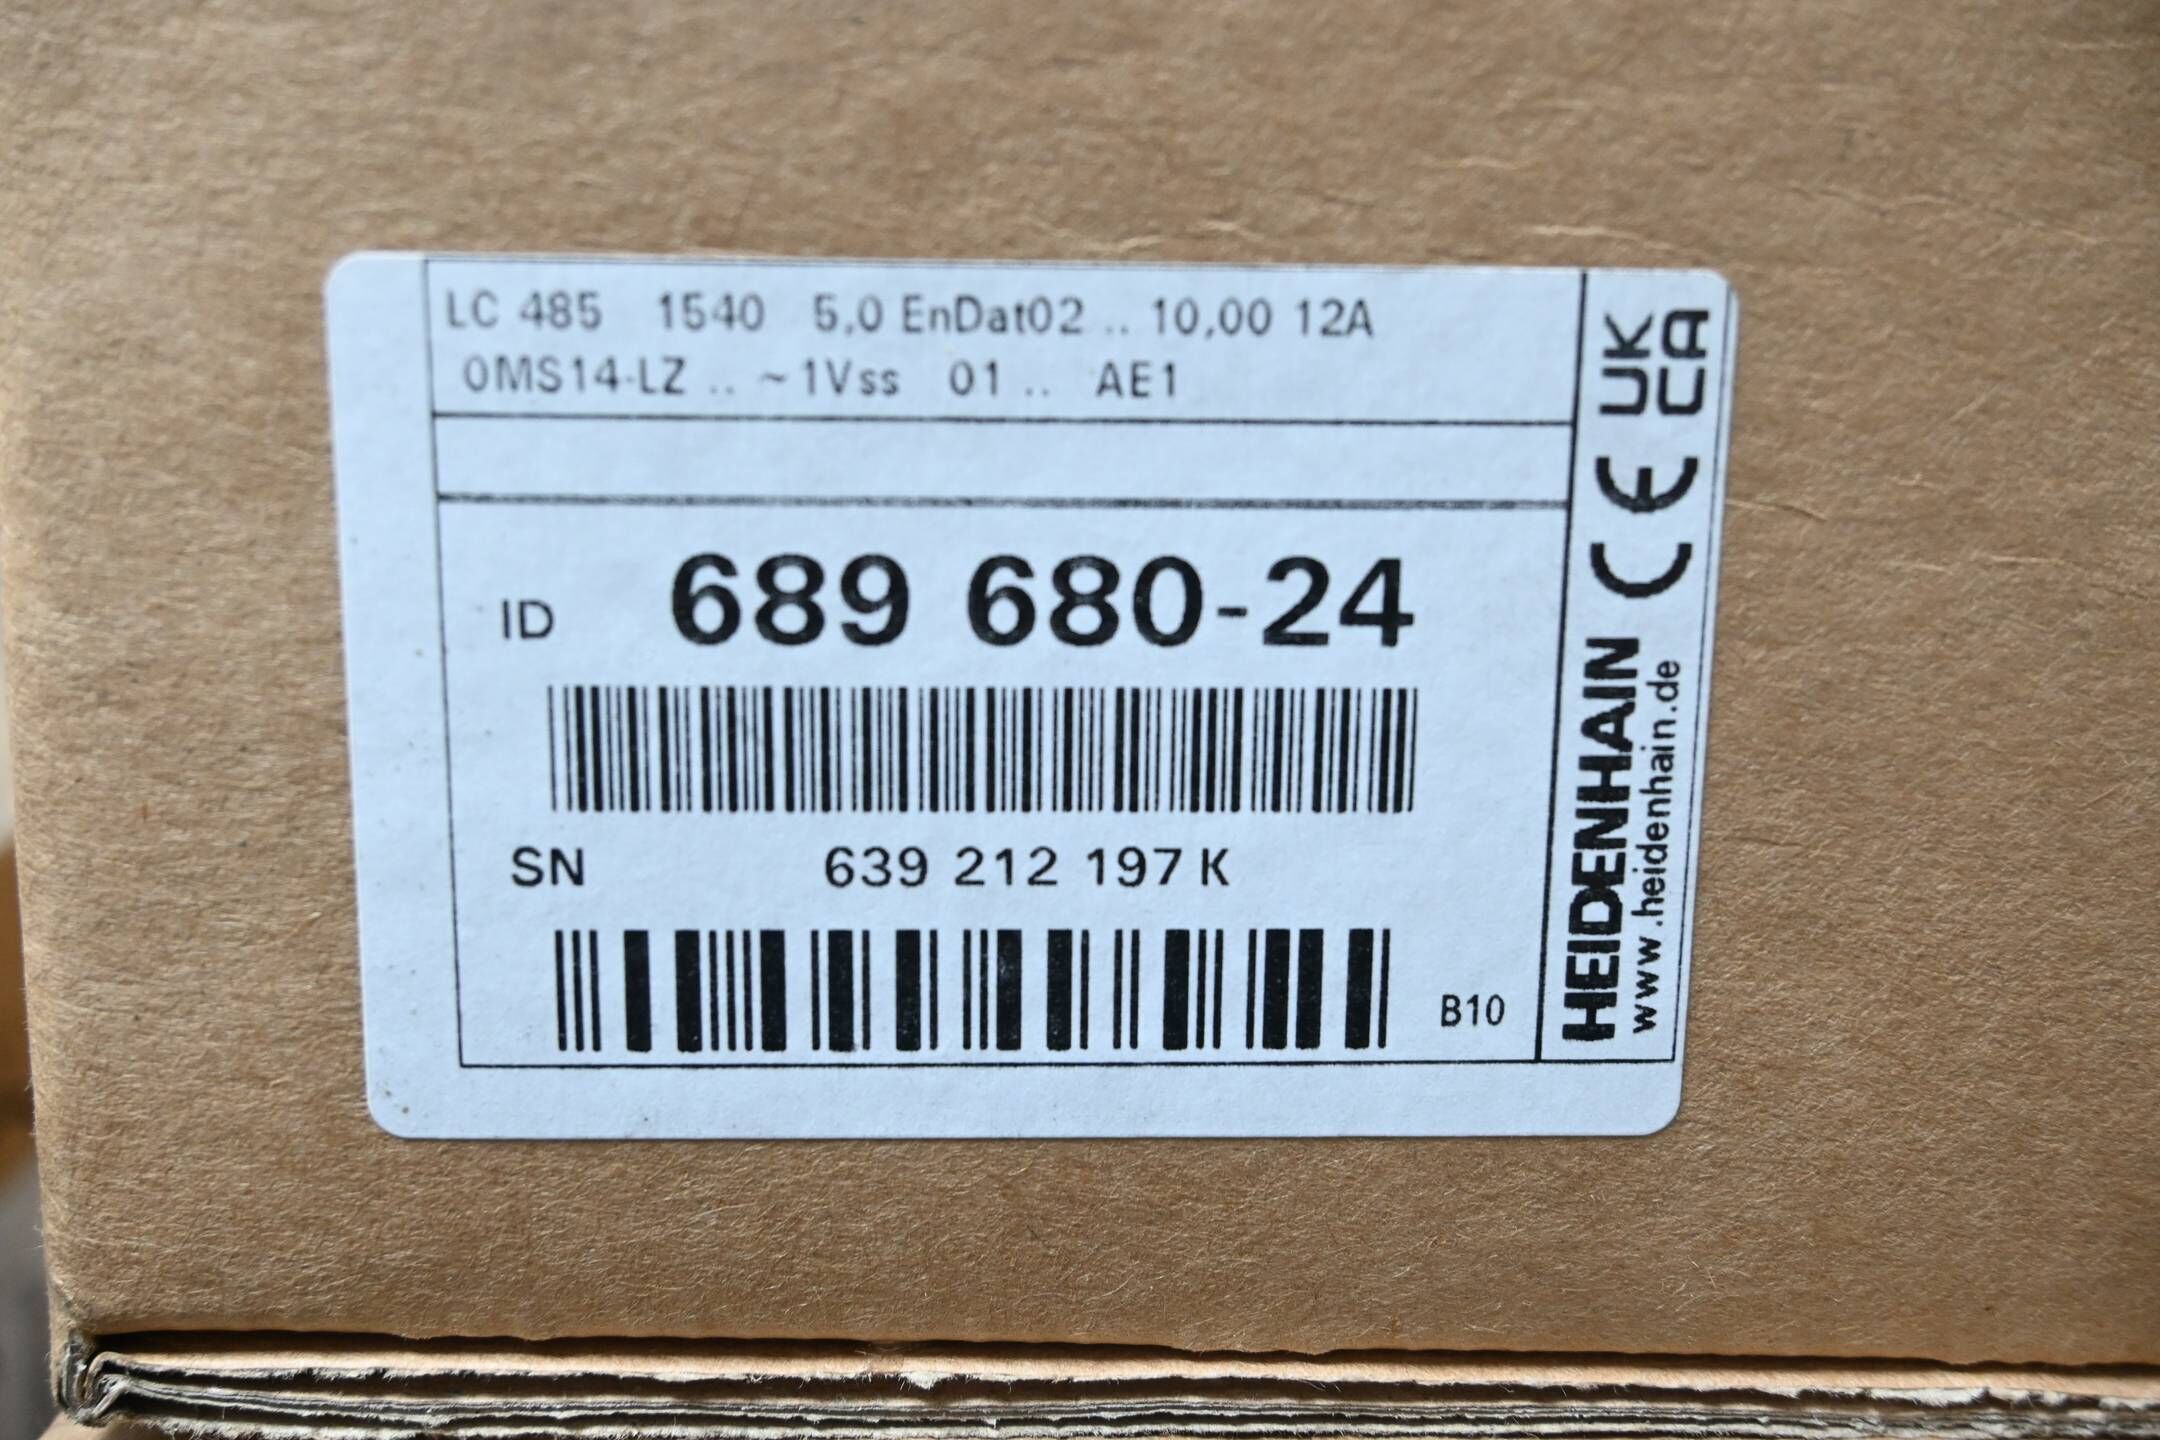 LC 485 1540 5,0 EnDat02 .. 10,00 12A
0MS14-LZ .. ~1Vss 01 .. AE1
ID 689 680-24
SN 639 212 197 K
B10
HEIDENHAIN CE UK
CA
www.heidenhain.de